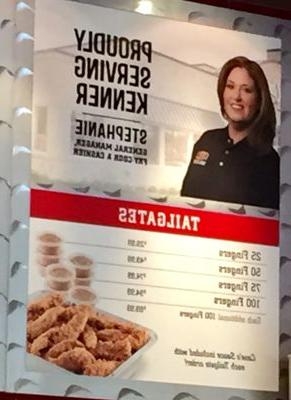 PROUDLY
SERVING
KENNER
STEPHANIE
GENERAL MANAGER,
FRY COOK & CASHIER
TAILGATES
25 Fingers
50 Fingers
75 Fingers
100 Fingers
Each additional 100 Fingers
Cane's Sauce included with
each Tailgate order!